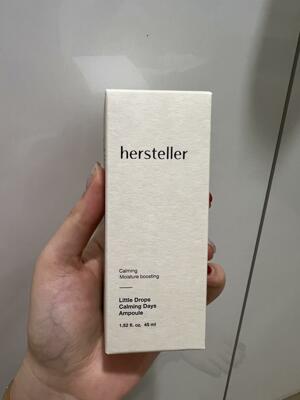 hersteller
Calming
Moisture boosting
Little Drops
Calming Days
Ampoule
1.52 fl. oz. 45 ml